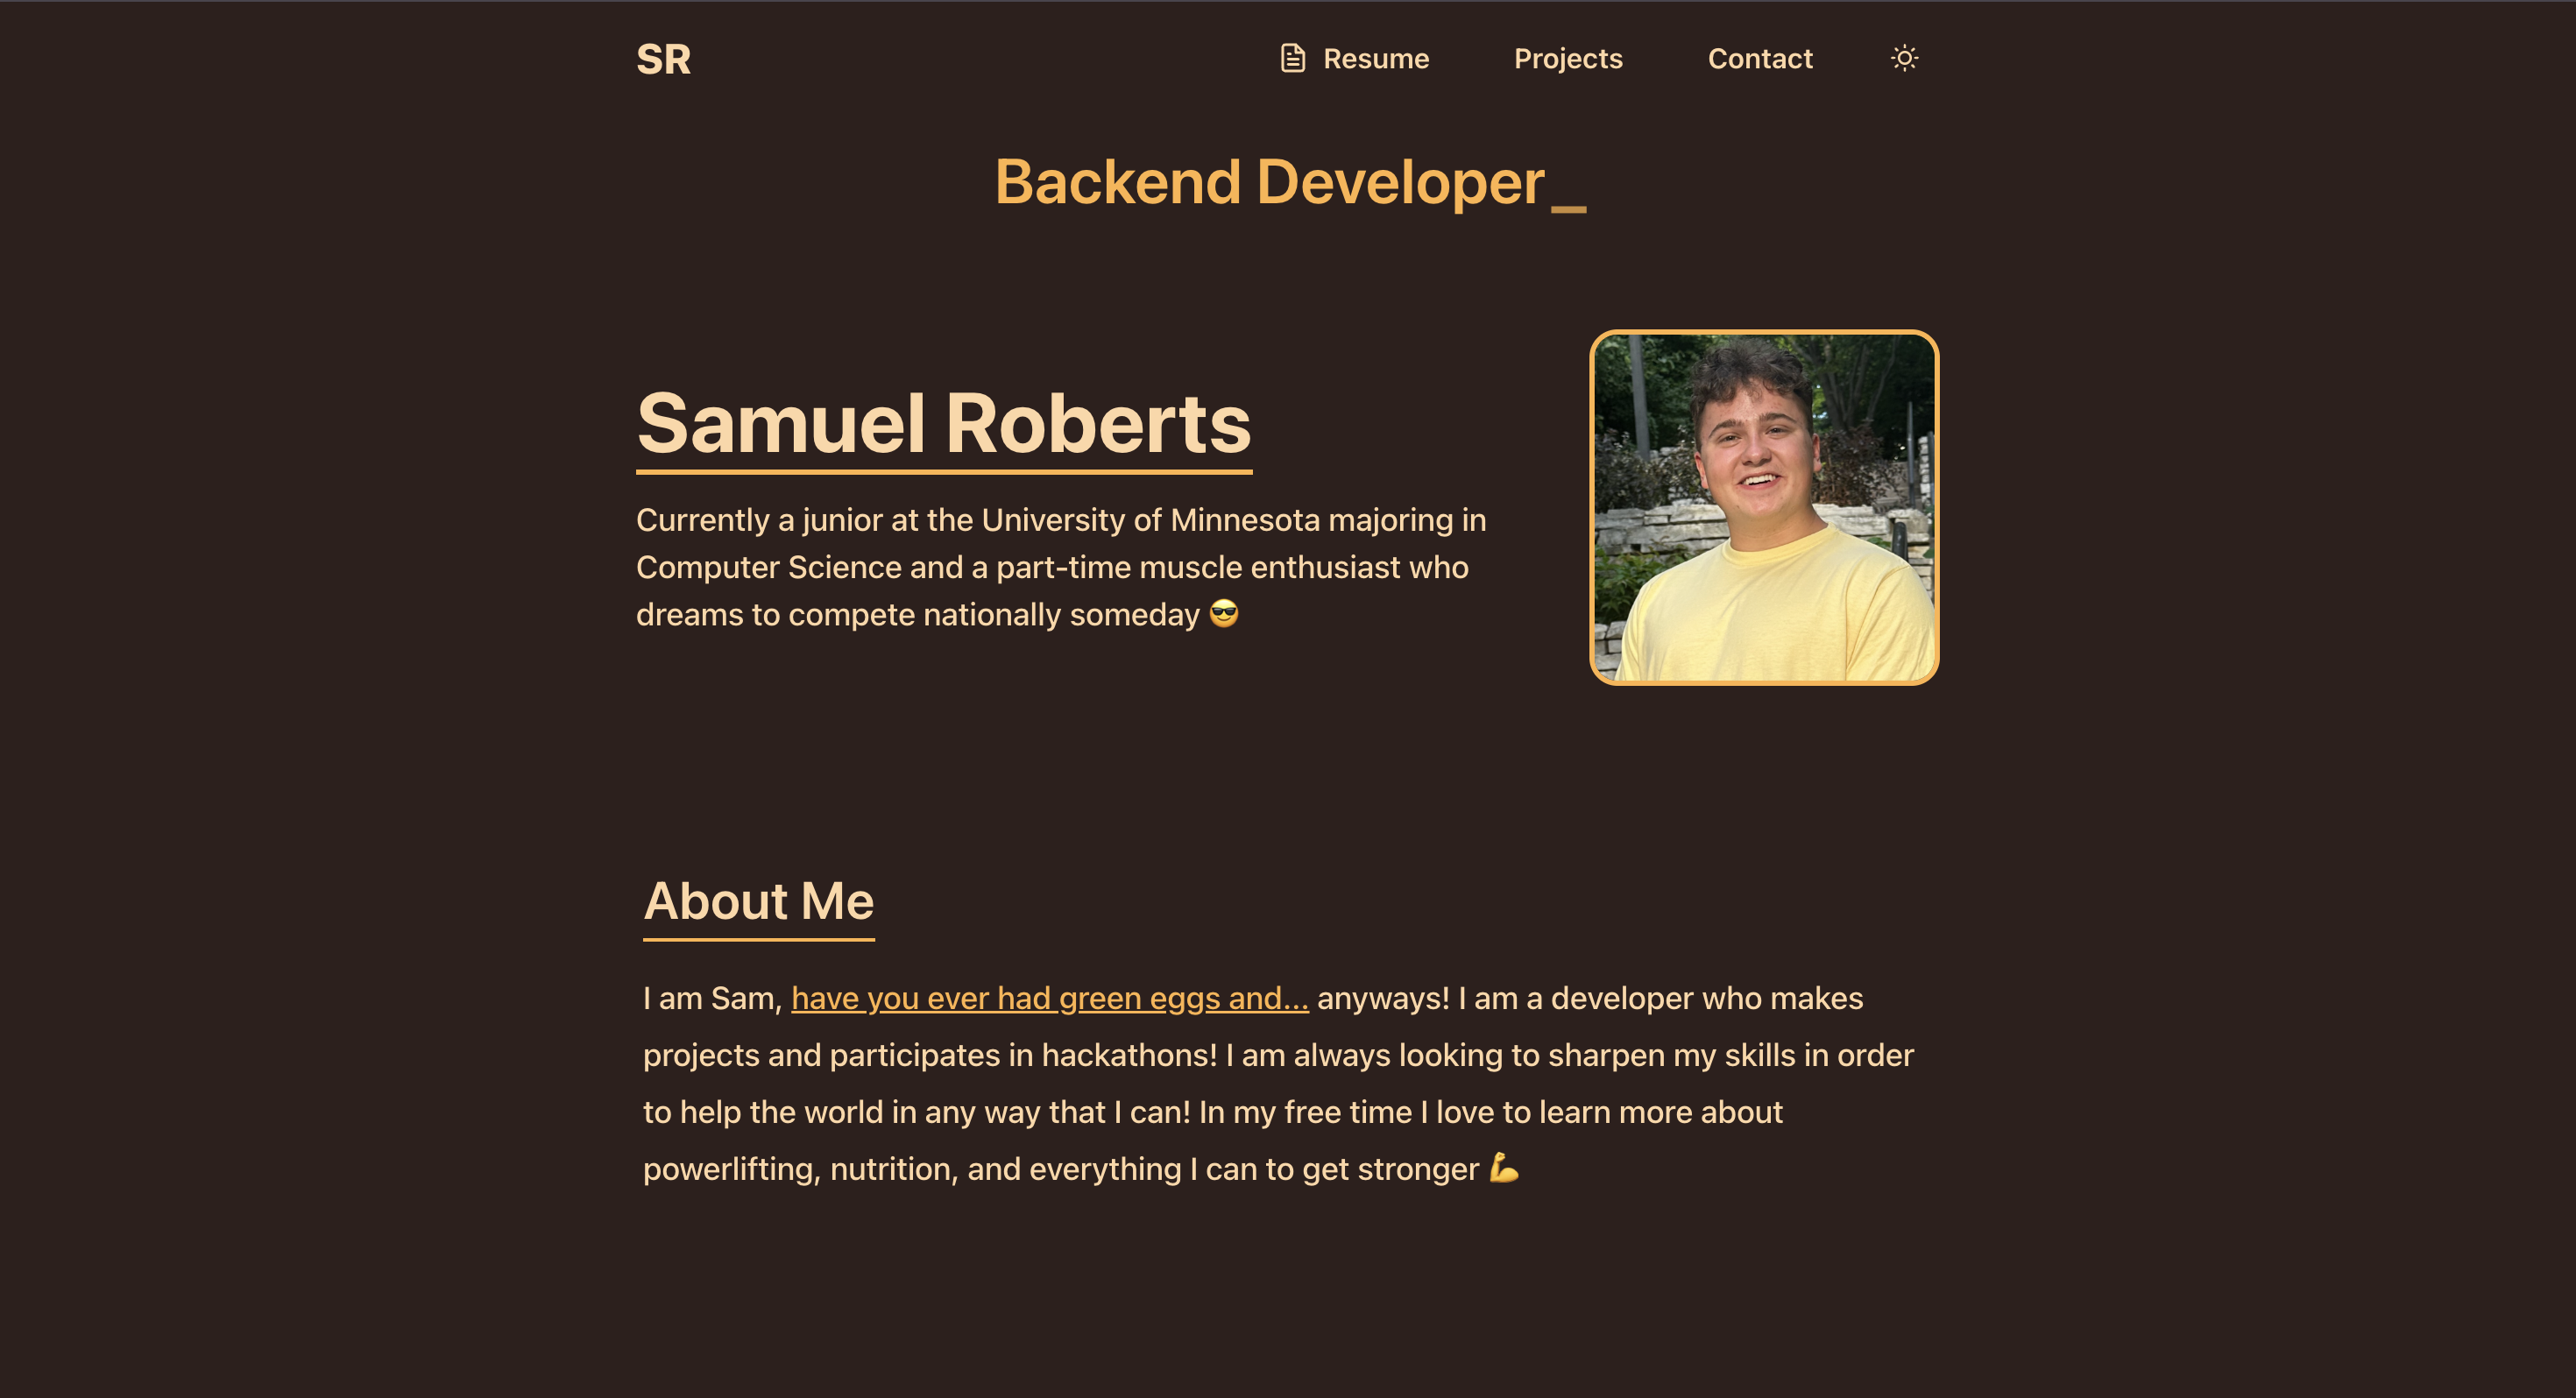 SR
Resume
Projects
Contact
Backend Developer_
Samuel Roberts
Currently a junior at the University of Minnesota majoring in
Computer Science and a part-time muscle enthusiast who
dreams to compete nationally someday 😎
About Me
I am Sam, have you ever had green eggs and... anyways! I am a developer who makes
projects and participates in hackathons! I am always looking to sharpen my skills in order
to help the world in any way that I can! In my free time I love to learn more about
powerlifting, nutrition, and everything I can to get stronger 💪